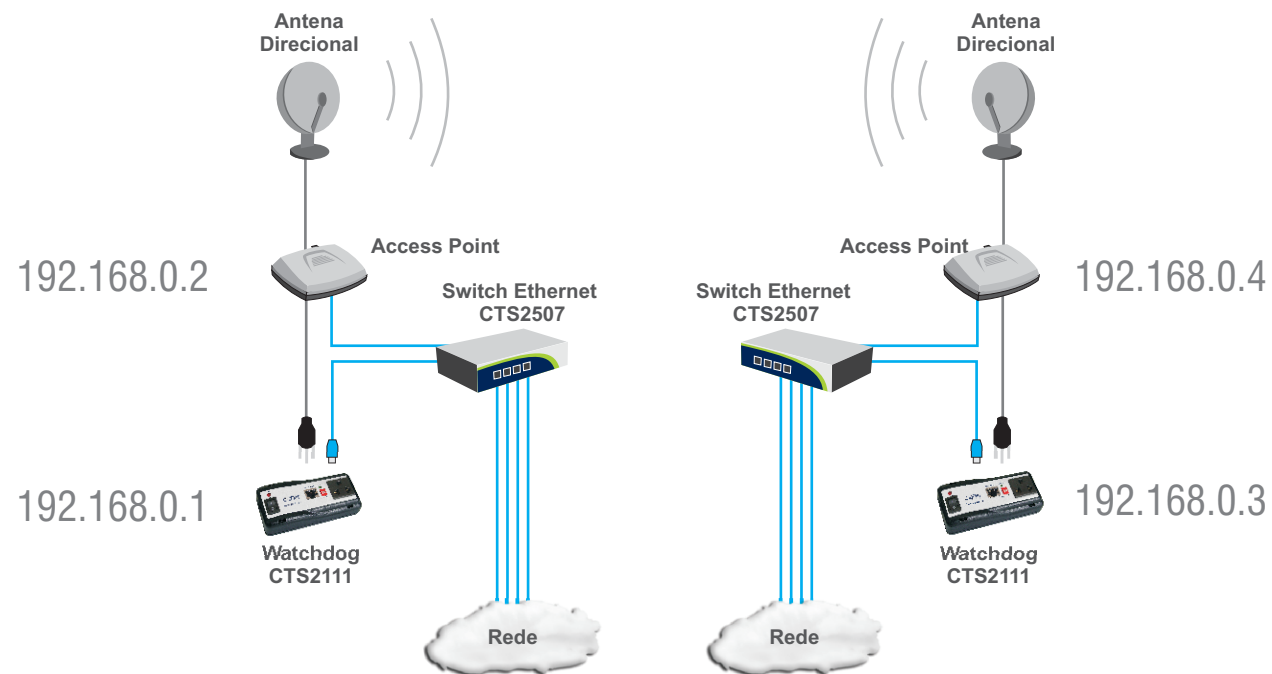 Antena
Direcional
Antena
Direcional
Access Point
Access Point
192.168.0.2
192.168.0.4
Switch Ethernet
CTS2507
Switch Ethernet
CTS2507
192.168.0.1
192.168.0.3
Watchdog
CTS2111
Watchdog
CTS2111
Rede
Rede